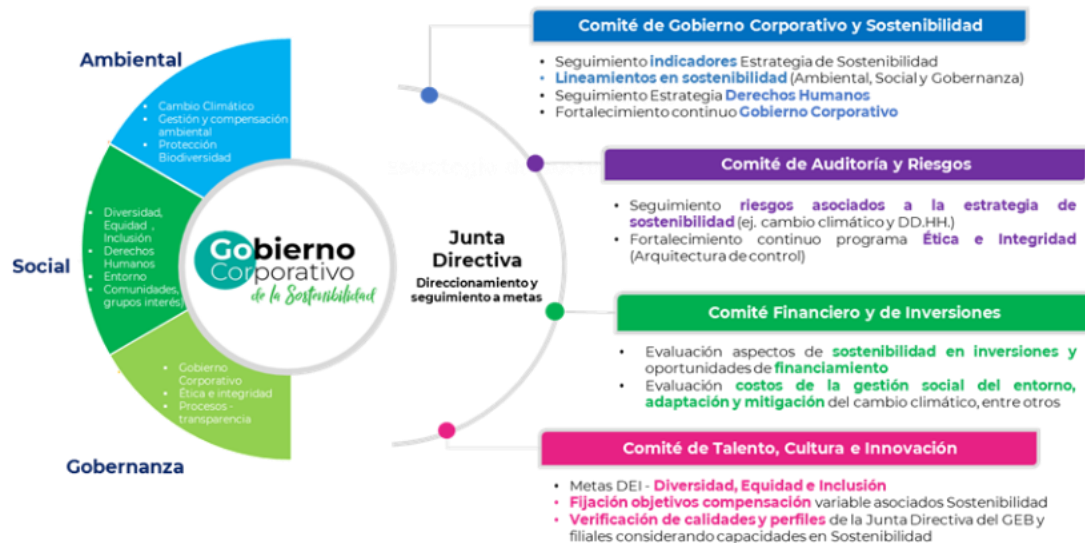 Ambiental
• Cambio Climático
• Gestión y compensación
ambiental
• Protección
Biodiversidad
Social
• Diversidad,
Equidad ,
Inclusión
• Derechos
Humanos
• Entorno
• Comunidades,
grupos interés)
Gobernanza
• Gobierno
Corporativo
• Ética e integridad
• Procesos -
transparencia
Gobierno
Corporativo
de la Sostenibilidad
Junta
Directiva
Direccionamiento y
seguimiento a metas
Comité de Gobierno Corporativo y Sostenibilidad
• Seguimiento indicadores Estrategia de Sostenibilidad
• Lineamientos en sostenibilidad (Ambiental, Social y Gobernanza)
• Seguimiento Estrategia Derechos Humanos
• Fortalecimiento continuo Gobierno Corporativo
Comité de Auditoría y Riesgos
• Seguimiento riesgos asociados a la estrategia de
sostenibilidad (ej. cambio climático y DD.HH.)
• Fortalecimiento continuo programa Ética e Integridad
(Arquitectura de control)
Comité Financiero y de Inversiones
• Evaluación aspectos de sostenibilidad en inversiones y
oportunidades de financiamiento
• Evaluación costos de la gestión social del entorno,
adaptación y mitigación del cambio climático, entre otros
Comité de Talento, Cultura e Innovación
• Metas DEI - Diversidad, Equidad e Inclusión
• Fijación objetivos compensación variable asociados Sostenibilidad
• Verificación de calidades y perfiles de la Junta Directiva del GEB y
filiales considerando capacidades en Sostenibilidad